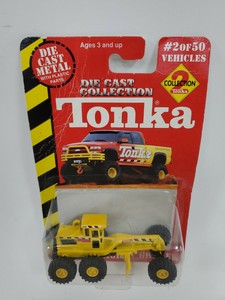 DIE CAST
METAL
WITH PLASTIC
PARTS
Ages 3 and up
#2 OF 50
VEHICLES
DIE CAST COLLECTION
2
COLLECTION
Tonka
Tonka